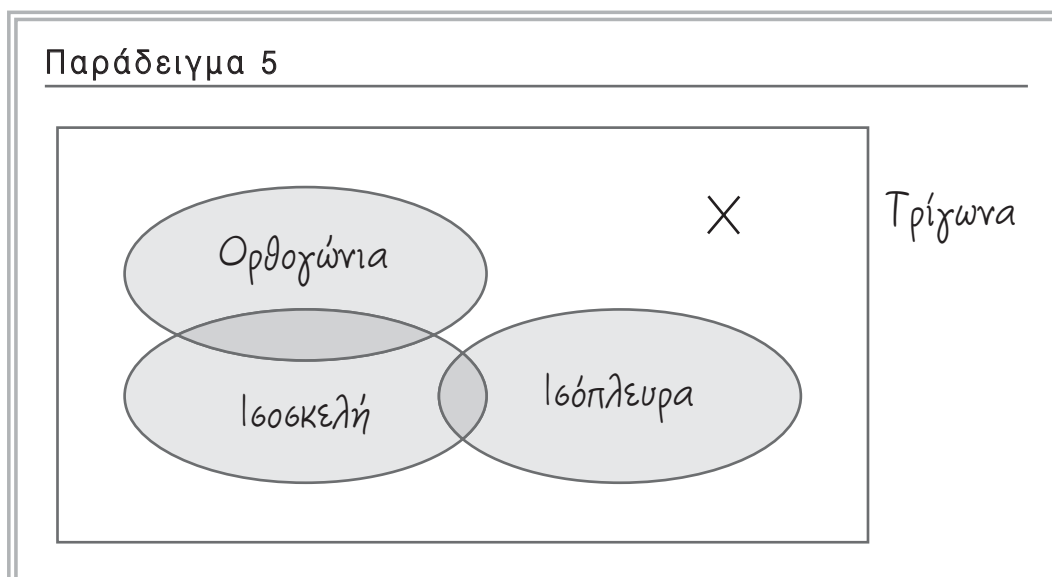 Παράδειγμα 5
Τρίγωνα
Ορθογώνια
Ισόπλευρα
Ισοσκελή